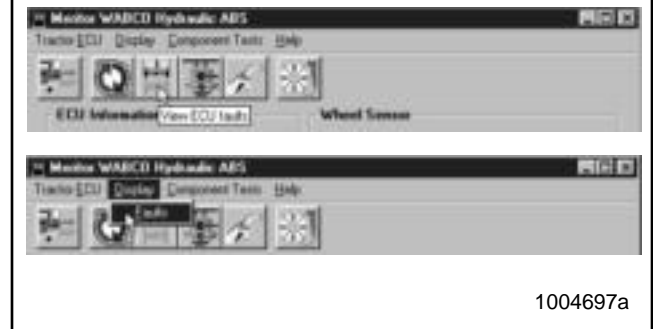 Meritor WABCO Hydraulic ABS
Tractor ECU Display Component Tests Help
ECU Information View ECU faults Wheel Sensor
Meritor WABCO Hydraulic ABS
Tractor ECU Display Component Tests Help
Faults
1004697a